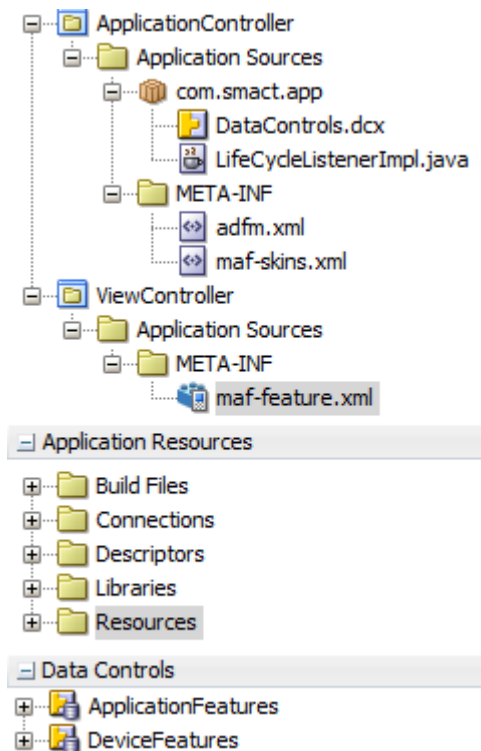 ApplicationController
Application Sources
com.smact.app
DataControls.dcx
LifeCycleListenerImpl.java
META-INF
adfm.xml
maf-skins.xml
ViewController
Application Sources
META-INF
maf-feature.xml
Application Resources
Build Files
Connections
Descriptors
Libraries
Resources
Data Controls
ApplicationFeatures
DeviceFeatures